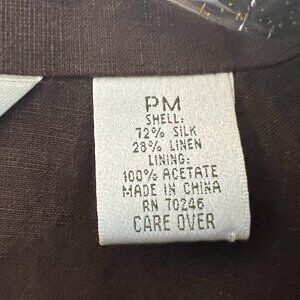 PM
SHELL:
72% SILK
28% LINEN
LINING:
100% ACETATE
MADE IN CHINA
RN 70246
CARE OVER